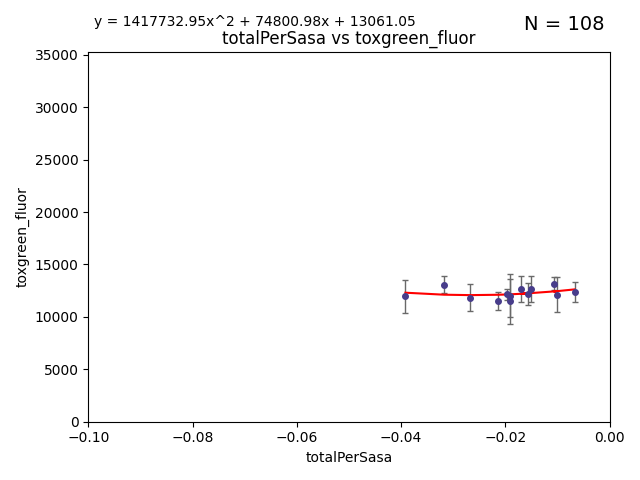 y = 1417732.95x^2 + 74800.98x + 13061.05
N = 108
totalPerSasa vs toxgreen_fluor
35000
30000
25000
20000
15000
10000
5000
0
toxgreen_fluor
−0.10 −0.08 −0.06 −0.04 −0.02 0.00
totalPerSasa